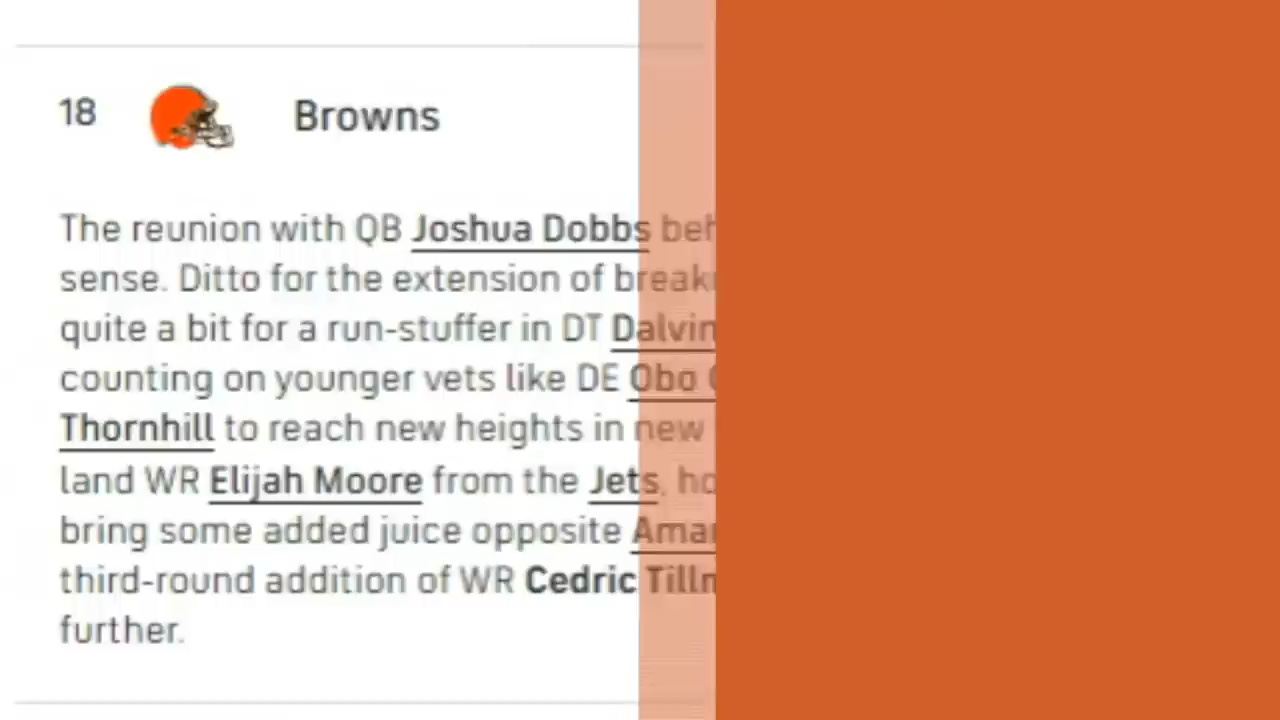 18 Browns
The reunion with QB Joshua Dobbs
sense. Ditto for the extension of
quite a bit for a run-stuffer in DT Dalvin
counting on younger vets like DE Obo
Thornhill to reach new heights in new
land WR Elijah Moore from the Jets,
bring some added juice opposite
third-round addition of WR Cedric
further.